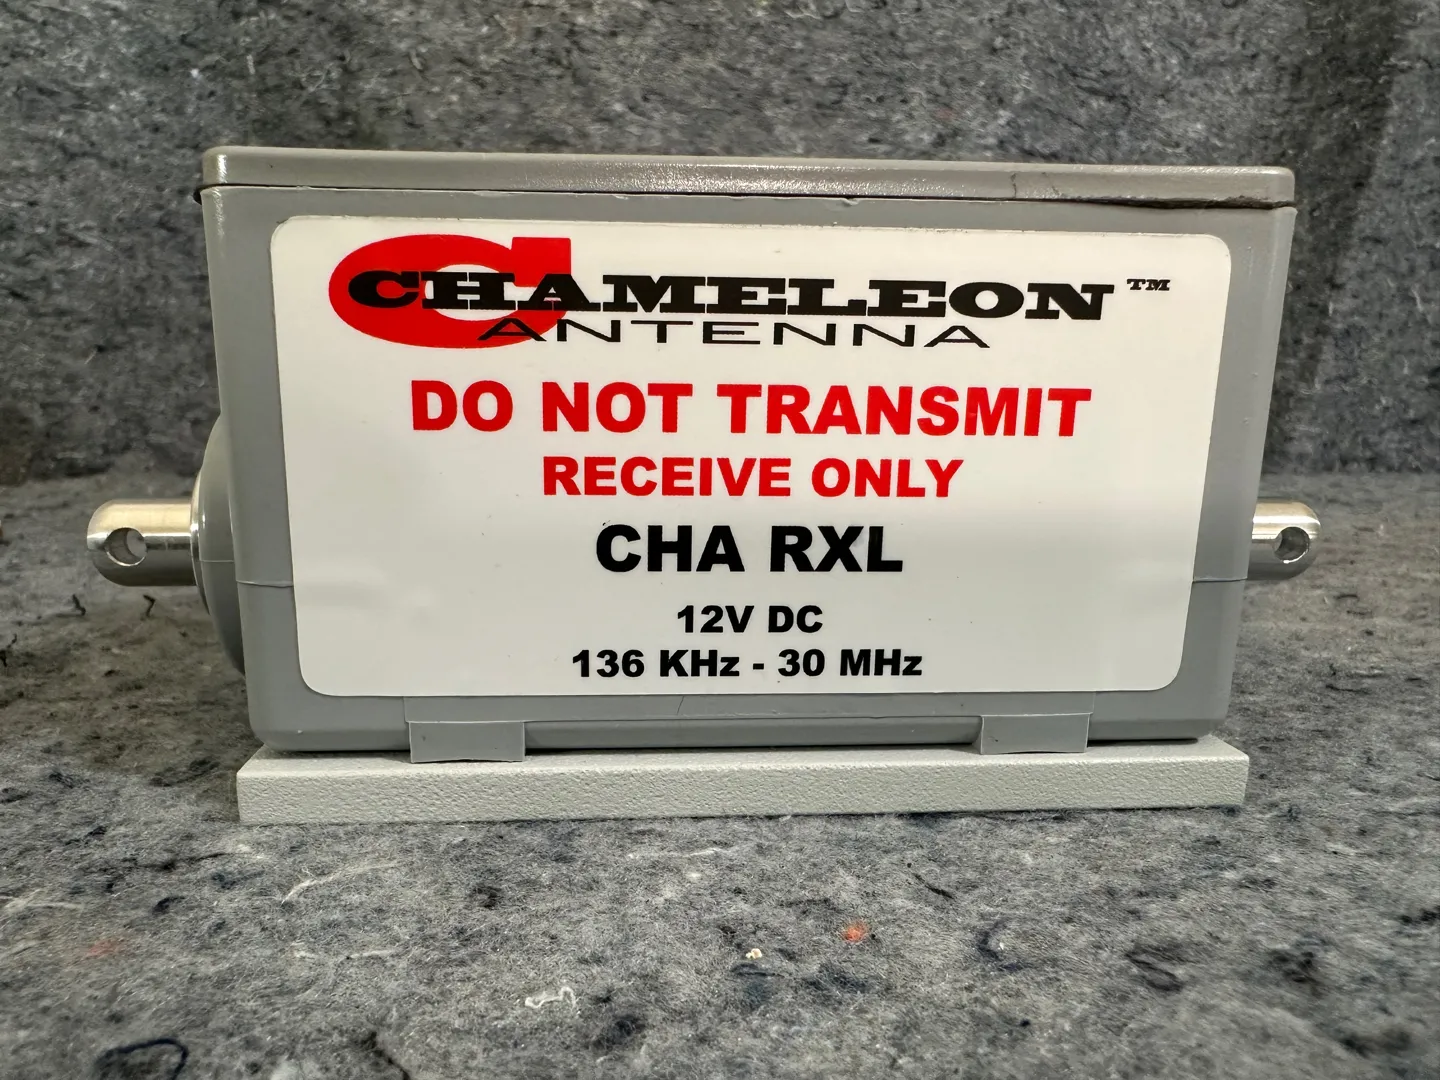 CHAMELEON™
ANTENNA
DO NOT TRANSMIT
RECEIVE ONLY
CHA RXL
12V DC
136 KHz - 30 MHz